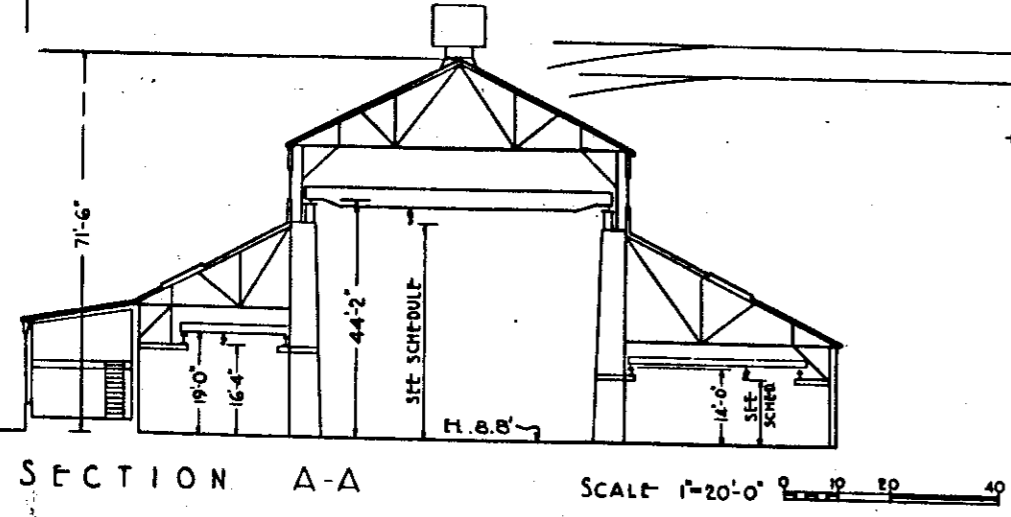 71'-6"
44'-2"
SEE SCHEDULE
19'-0"
16'-4"
14'-0"
SEE
SCHED
H. 8.8'
SECTION A-A
SCALE 1"=20'-0" 0 10 20 40